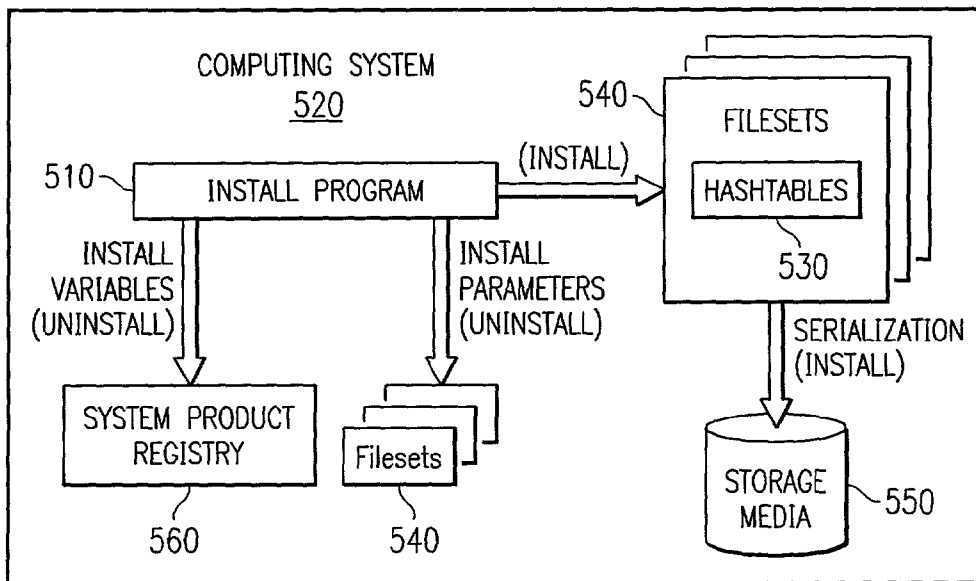 COMPUTING SYSTEM
520
510
INSTALL PROGRAM
(INSTALL)
540
FILESETS
HASHTABLES
530
INSTALL
VARIABLES
(UNINSTALL)
INSTALL
PARAMETERS
(UNINSTALL)
SERIALIZATION
(INSTALL)
SYSTEM PRODUCT
REGISTRY
560
Filesets
540
STORAGE
MEDIA
550